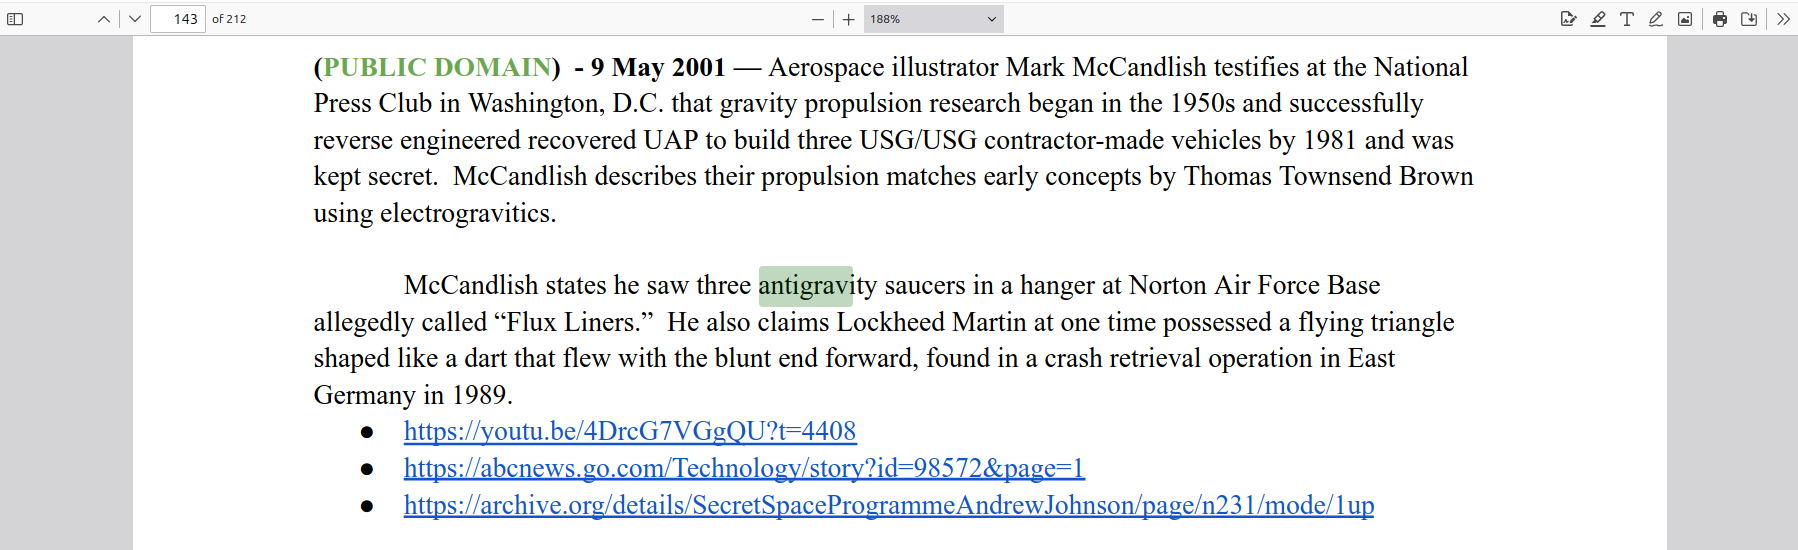 143 of 212
188%
(PUBLIC DOMAIN)  - 9 May 2001 — Aerospace illustrator Mark McCandlish testifies at the National
Press Club in Washington, D.C. that gravity propulsion research began in the 1950s and successfully
reverse engineered recovered UAP to build three USG/USG contractor-made vehicles by 1981 and was
kept secret.  McCandlish describes their propulsion matches early concepts by Thomas Townsend Brown
using electrogravitics.
McCandlish states he saw three antigravity saucers in a hanger at Norton Air Force Base
allegedly called “Flux Liners.”  He also claims Lockheed Martin at one time possessed a flying triangle
shaped like a dart that flew with the blunt end forward, found in a crash retrieval operation in East
Germany in 1989.
● https://youtu.be/4DrcG7VGgQU?t=4408
● https://abcnews.go.com/Technology/story?id=98572&page=1
● https://archive.org/details/SecretSpaceProgrammeAndrewJohnson/page/n231/mode/1up